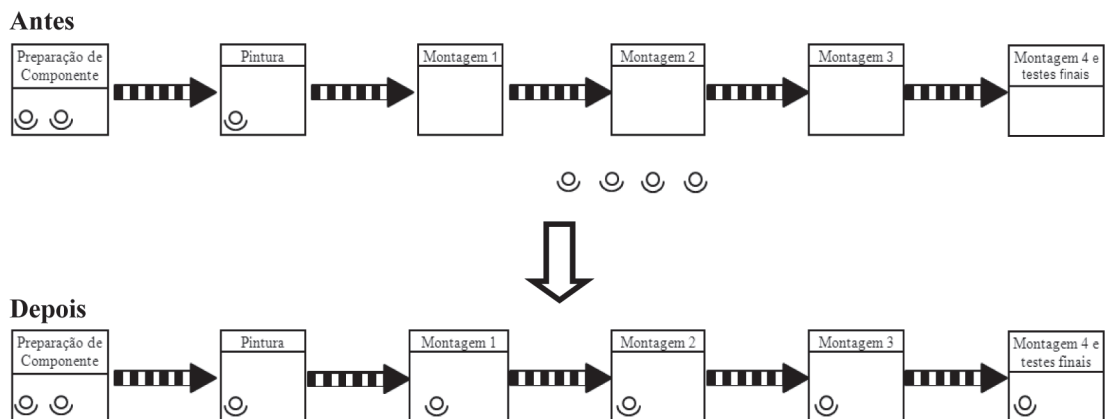 Antes
Preparação de
Componente
Pintura
Montagem 1
Montagem 2
Montagem 3
Montagem 4 e
testes finais
Depois
Preparação de
Componente
Pintura
Montagem 1
Montagem 2
Montagem 3
Montagem 4 e
testes finais